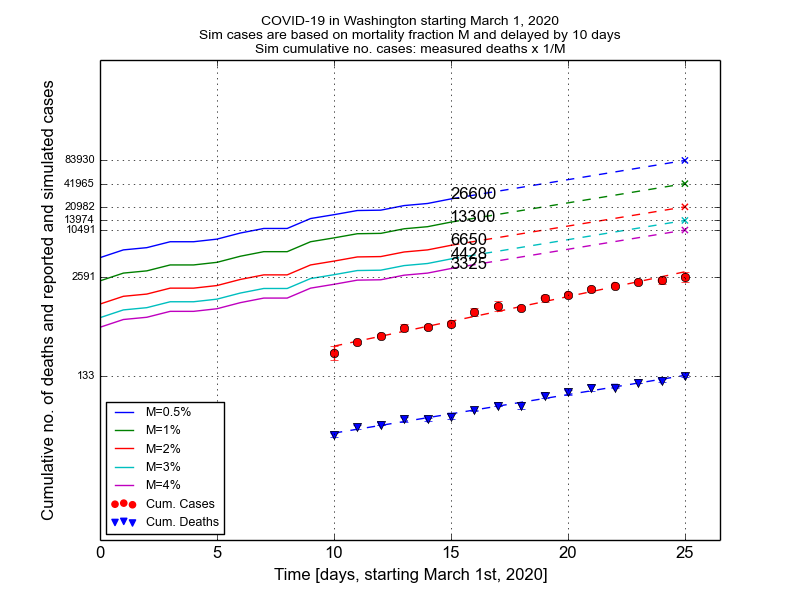 COVID-19 in Washington starting March 1, 2020
Sim cases are based on mortality fraction M and delayed by 10 days
Sim cumulative no. cases: measured deaths x 1/M
Cumulative no. of deaths and reported and simulated cases
83930
41965
20982
13974
10491
2591
133
26600
13300
6650
4428
3325
M=0.5%
M=1%
M=2%
M=3%
M=4%
Cum. Cases
Cum. Deaths
0
5
10
15
20
25
Time [days, starting March 1st, 2020]